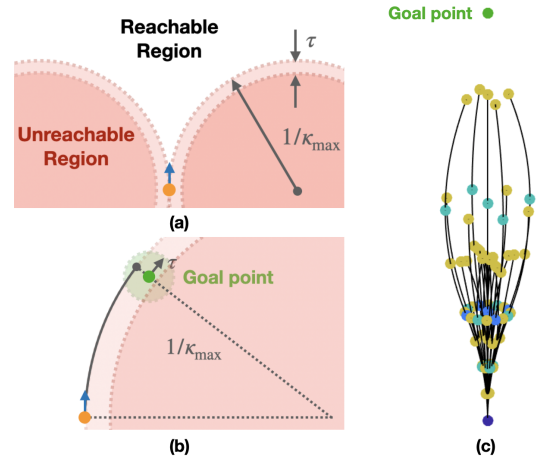 Reachable
Region
τ
Unreachable
Region
1/κmax
(a)
τ
Goal point
1/κmax
(b)
Goal point
(c)